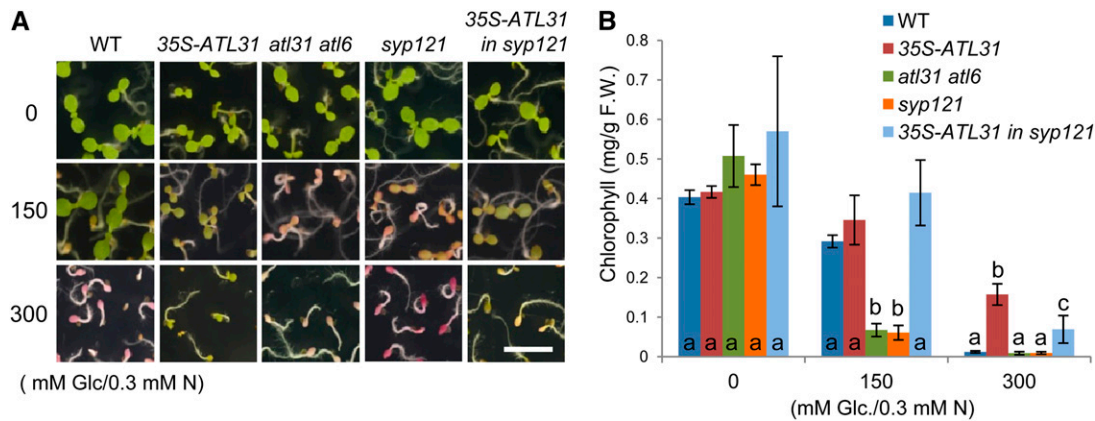 A
WT 35S-ATL31 atl31 atl6 syp121 35S-ATL31 in syp121
0
150
300
( mM Glc/0.3 mM N)
B
WT
35S-ATL31
atl31 atl6
syp121
35S-ATL31 in syp121
Chlorophyll (mg/g F.W.)
0.8
0.7
0.6
0.5
0.4
0.3
0.2
0.1
0
a a a a a
a a b b a
a b a a c
0 150 300
(mM Glc./0.3 mM N)